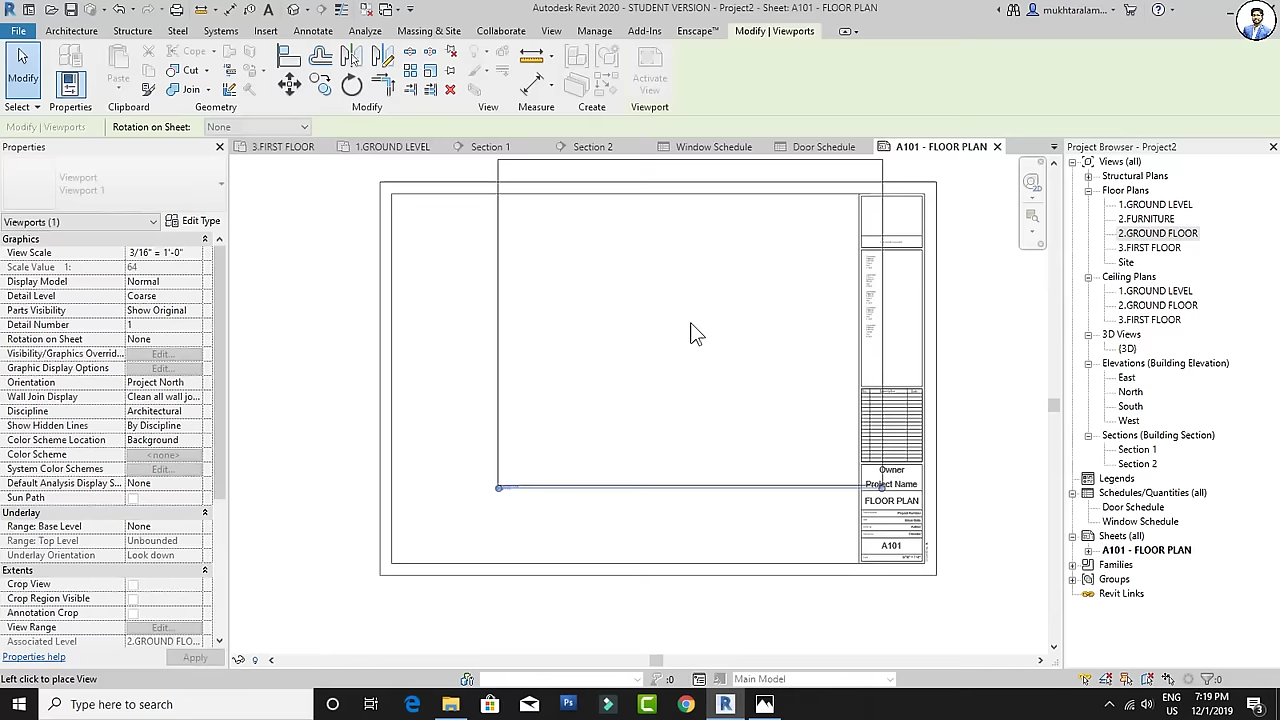 Autodesk Revit 2020 - STUDENT VERSION - Project2 - Sheet: A101 - FLOOR PLAN
mukhtaralam...
File Architecture Structure Steel Systems Insert Annotate Analyze Massing & Site Collaborate View Manage Add-Ins Enscape™ Modify | Viewports
Modify Paste Cope Cut Join Activate View
Select Properties Clipboard Geometry Modify View Measure Create Viewport
Modify | Viewports Rotation on Sheet: None
Properties
3.FIRST FLOOR 1.GROUND LEVEL Section 1 Section 2 Window Schedule Door Schedule A101 - FLOOR PLAN
Project Browser - Project2
Viewport
Viewport 1
Viewports (1) Edit Type
Graphics
View Scale 3/16" = 1'-0"
Scale Value 1: 64
Display Model Normal
Detail Level Coarse
Parts Visibility Show Original
Detail Number 1
Rotation on Sheet None
Visibility/Graphics Overrid... Edit...
Graphic Display Options Edit...
Orientation Project North
Wall Join Display Clean all wall jo...
Discipline Architectural
Show Hidden Lines By Discipline
Color Scheme Location Background
Color Scheme <none>
System Color Schemes Edit...
Default Analysis Display S... None
Sun Path
Underlay
Range: Base Level None
Range: Top Level Unbounded
Underlay Orientation Look down
Extents
Crop View
Crop Region Visible
Annotation Crop
View Range Edit...
Associated Level 2.GROUND FLO...
Properties help Apply
2D
Owner
Project Name
FLOOR PLAN
A101
Views (all)
Structural Plans
Floor Plans
1.GROUND LEVEL
2.FURNITURE
2.GROUND FLOOR
3.FIRST FLOOR
Site
Ceiling Plans
1.GROUND LEVEL
2.GROUND FLOOR
3.FIRST FLOOR
3D Views
{3D}
Elevations (Building Elevation)
East
North
South
West
Sections (Building Section)
Section 1
Section 2
Legends
Schedules/Quantities (all)
Door Schedule
Window Schedule
Sheets (all)
A101 - FLOOR PLAN
Families
Groups
Revit Links
Left click to place View :0 Main Model :0
Type here to search
ENG
US
7:19 PM
12/1/2019